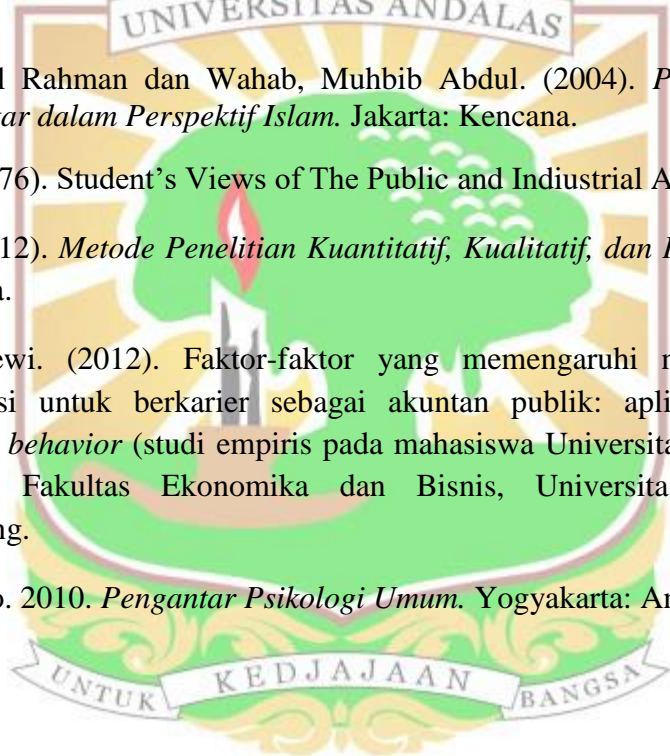 UNIVERSITAS ANDALAS
l Rahman dan Wahab, Muhbib Abdul. (2004). P
tar dalam Perspektif Islam. Jakarta: Kencana.
76). Student's Views of The Public and Indiustrial A
12). Metode Penelitian Kuantitatif, Kualitatif, dan
a.
ewi. (2012). Faktor-faktor yang memengaruhi
si untuk berkarier sebagai akuntan publik: apli
behavior (studi empiris pada mahasiswa Universita
Fakultas Ekonomika dan Bisnis, Universita
ng.
o. 2010. Pengantar Psikologi Umum. Yogyakarta: A
UNTUK KEDJAJAAN BANGSA